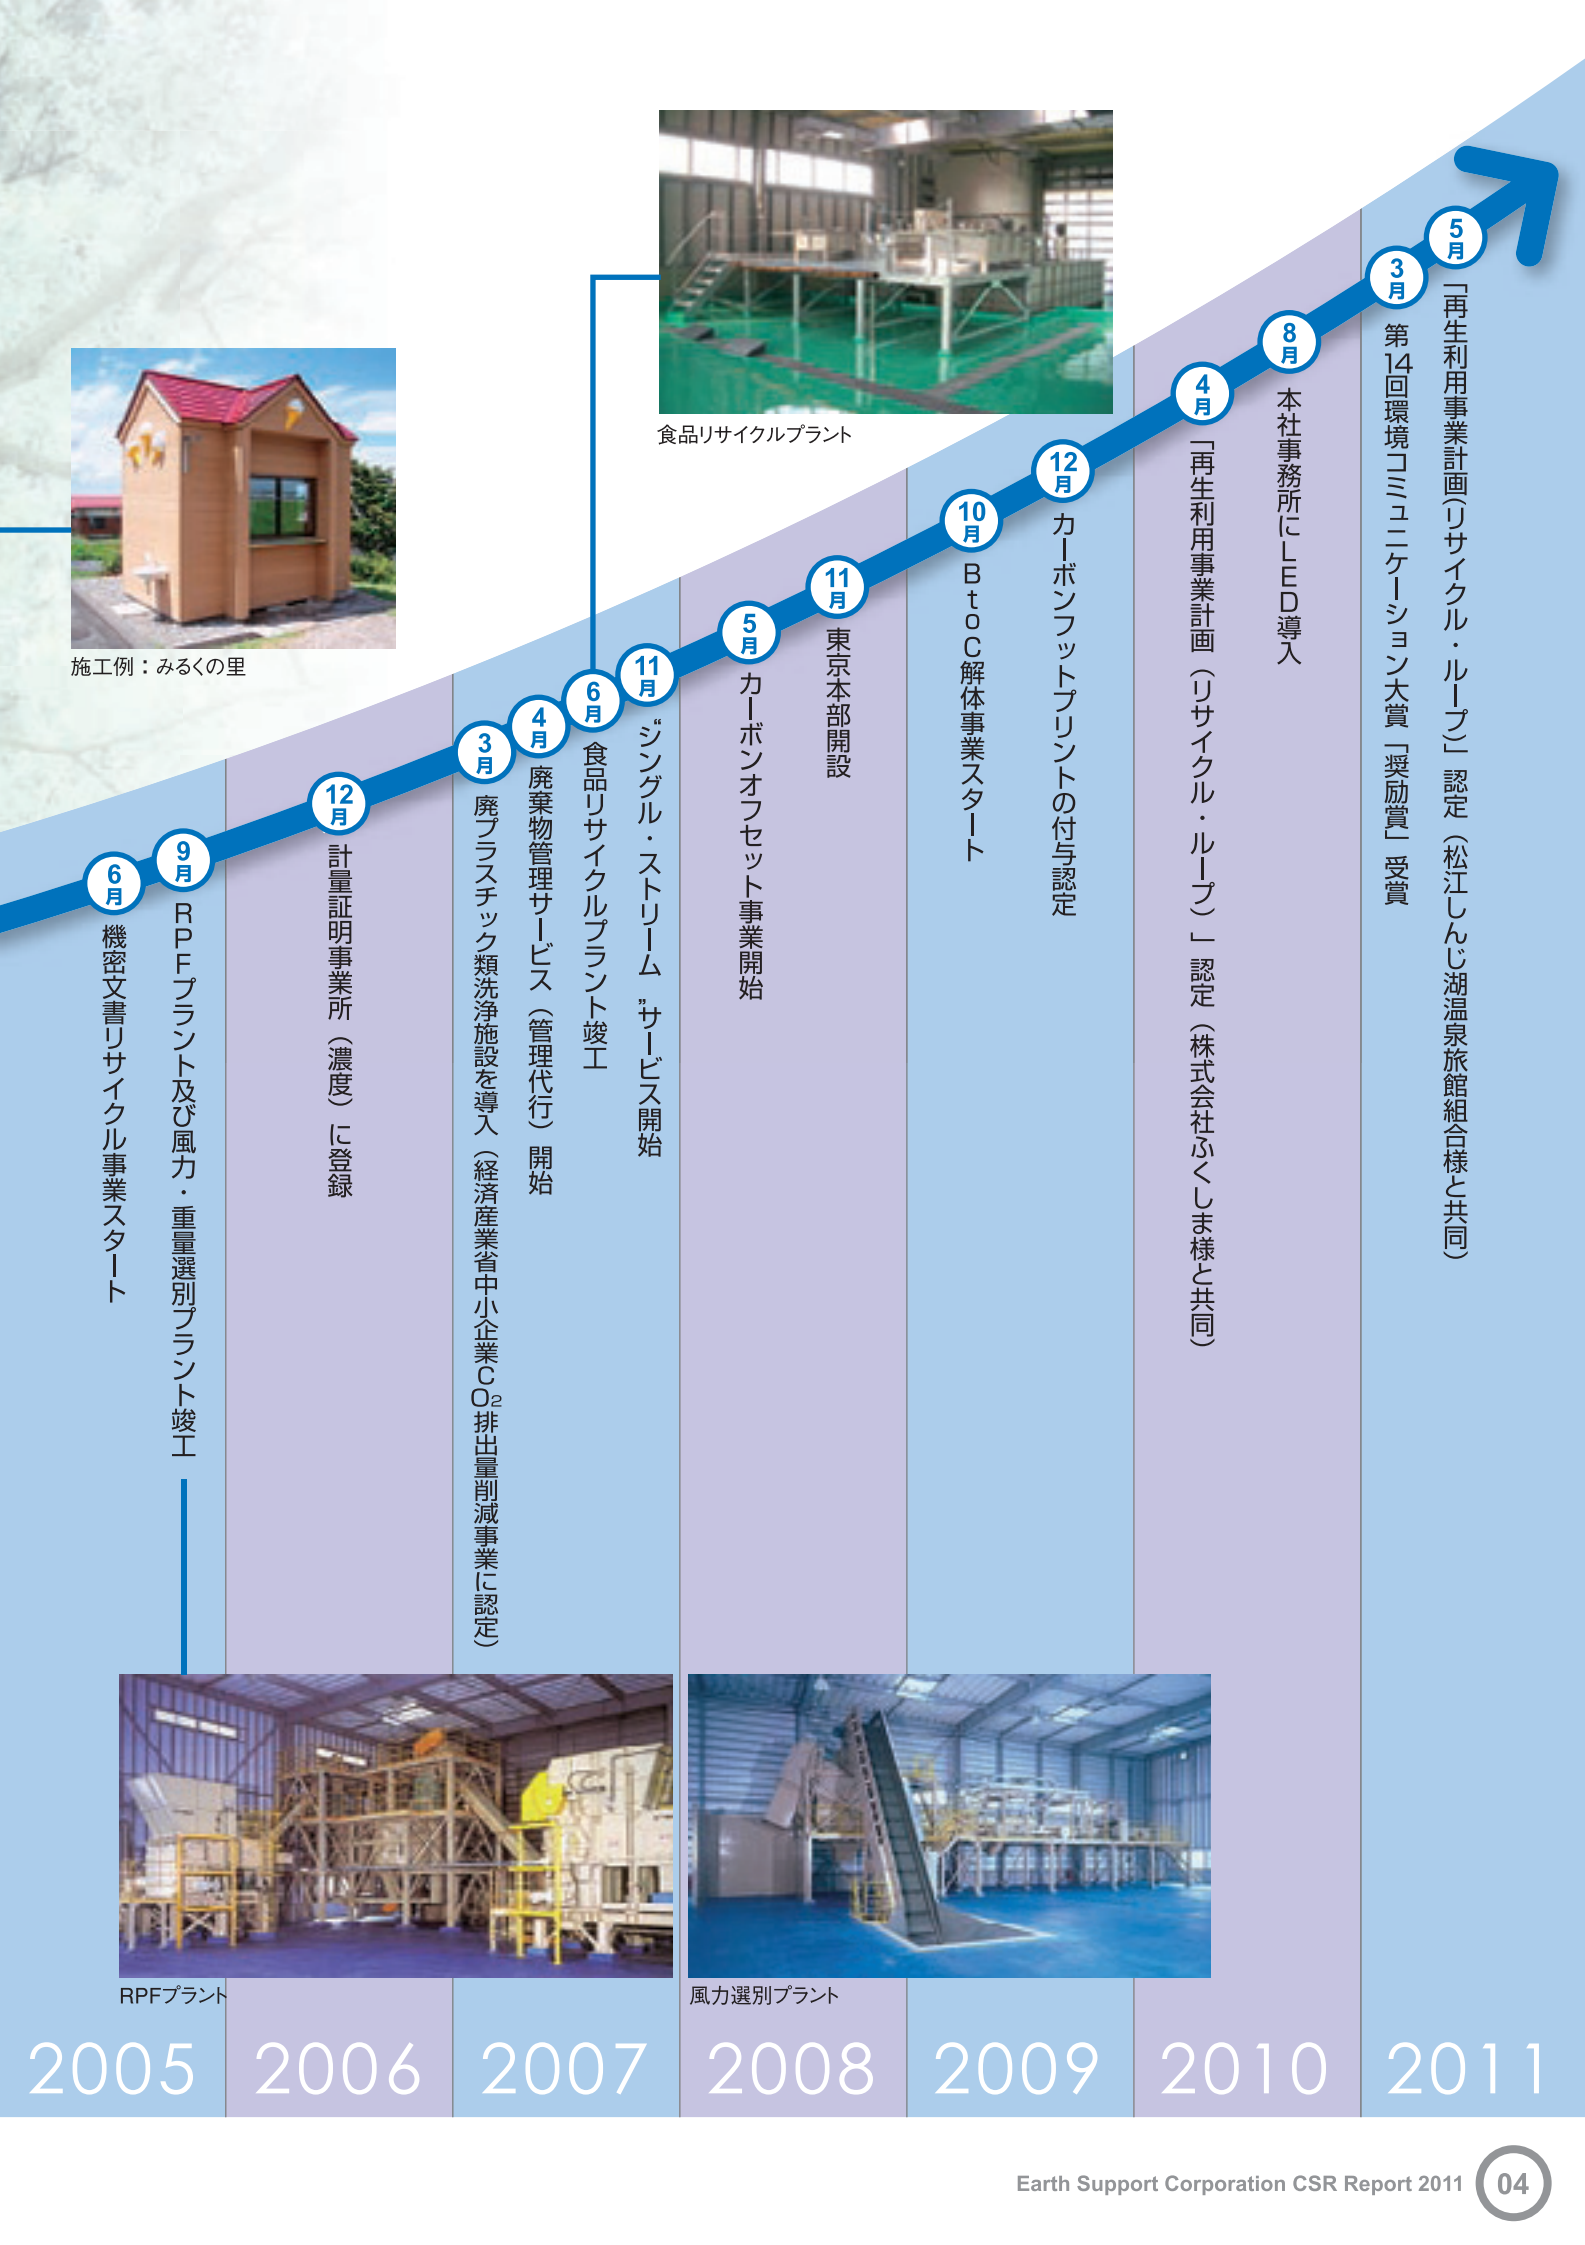 施工例：みるくの里
食品リサイクルプラント
6月
機密文書リサイクル事業スタート
9月
RPFプラント及び風力・重量選別プラント竣工
12月
計量証明事業所（濃度）に登録
3月
廃プラスチック類洗浄施設を導入（経済産業省中小企業CO2排出量削減事業に認定）
4月
廃棄物管理サービス（管理代行）開始
6月
食品リサイクルプラント竣工
11月
“ジングル・ストリーム”サービス開始
5月
カーボンオフセット事業開始
11月
東京本部開設
10月
BtoC解体事業スタート
12月
カーボンフットプリントの付与認定
4月
「再生利用事業計画（リサイクル・ループ）」認定（株式会社ふくしま様と共同）
8月
本社事務所にLED導入
3月
第14回環境コミュニケーション大賞「奨励賞」受賞
5月
「再生利用事業計画(リサイクル・ループ)」認定（松江しんじ湖温泉旅館組合様と共同）
RPFプラント
風力選別プラント
2005
2006
2007
2008
2009
2010
2011
Earth Support Corporation CSR Report 2011
04